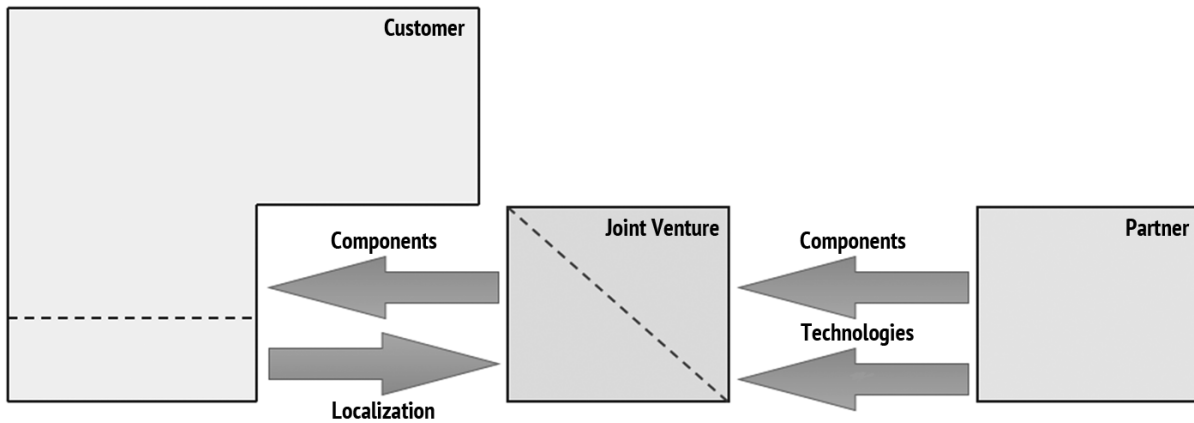 Customer
Joint Venture
Partner
Components
Components
Technologies
Localization